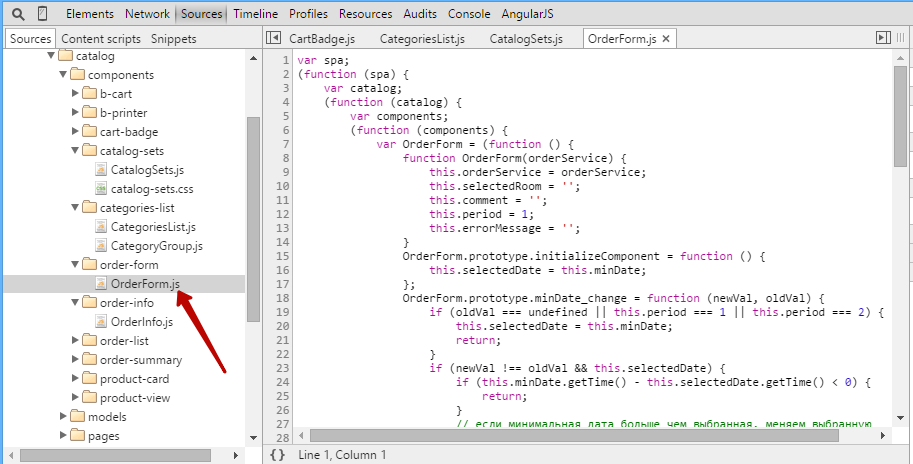 Elements Network Sources Timeline Profiles Resources Audits Console AngularJS
Sources Content scripts Snippets
catalog
components
b-cart
b-printer
cart-badge
catalog-sets
CatalogSets.js
catalog-sets.css
categories-list
CategoriesList.js
CategoryGroup.js
order-form
OrderForm.js
order-info
OrderInfo.js
order-list
order-summary
product-card
product-view
models
pages
CartBadge.js CategoriesList.js CatalogSets.js OrderForm.js ×
1 var spa;
2 (function (spa) {
3 var catalog;
4 (function (catalog) {
5 var components;
6 (function (components) {
7 var OrderForm = (function () {
8 function OrderForm(orderService) {
9 this.orderService = orderService;
10 this.selectedRoom = '';
11 this.comment = '';
12 this.period = 1;
13 this.errorMessage = '';
14 }
15 OrderForm.prototype.initializeComponent = function () {
16 this.selectedDate = this.minDate;
17 };
18 OrderForm.prototype.minDate_change = function (newVal, oldVal) {
19 if (oldVal === undefined || this.period === 1 || this.period === 2) {
20 this.selectedDate = this.minDate;
21 return;
22 }
23 if (newVal !== oldVal && this.selectedDate) {
24 if (this.minDate.getTime() - this.selectedDate.getTime() < 0) {
25 return;
26 }
27 // если минимальная дата больше чем выбранная, меняем выбранную
28
{} Line 1, Column 1